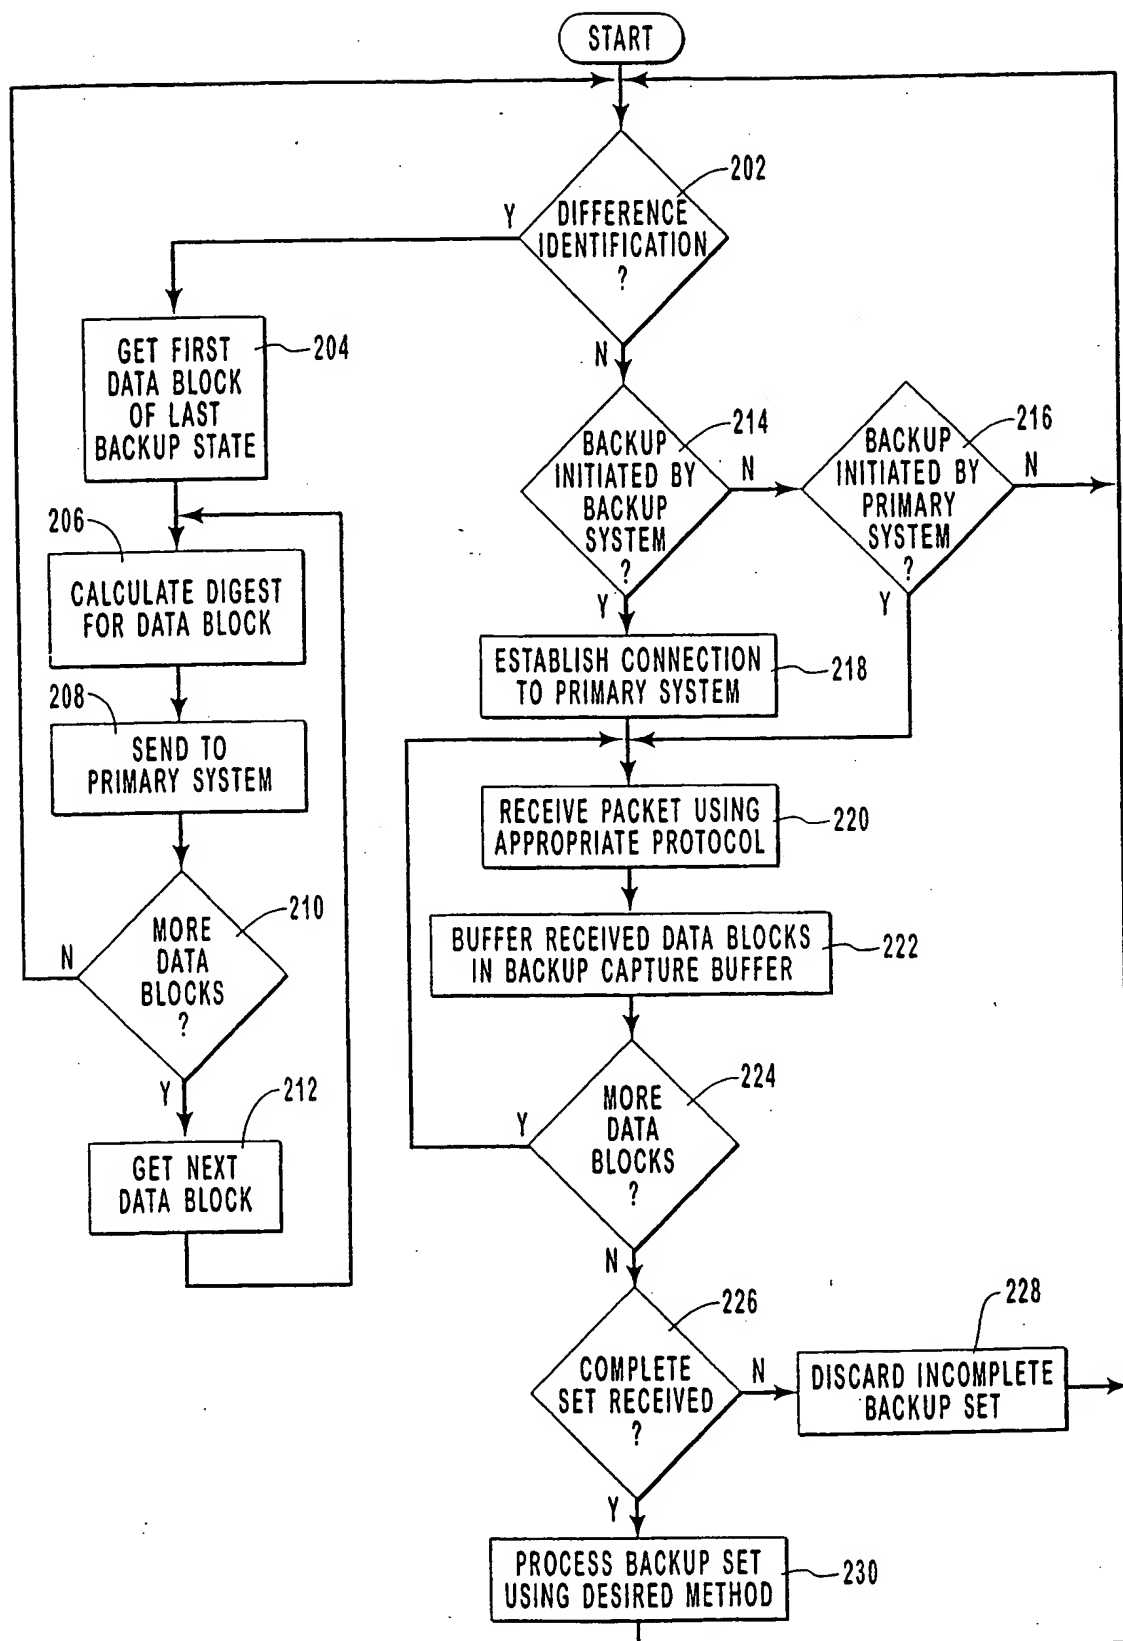 START
202
DIFFERENCE
IDENTIFICATION
?
Y
N
GET FIRST
DATA BLOCK
OF LAST
BACKUP STATE
204
206
CALCULATE DIGEST
FOR DATA BLOCK
208
SEND TO
PRIMARY SYSTEM
210
MORE
DATA
BLOCKS
?
N
Y
212
GET NEXT
DATA BLOCK
214
BACKUP
INITIATED BY
BACKUP
SYSTEM
?
N
Y
216
BACKUP
INITIATED BY
PRIMARY
SYSTEM
?
N
Y
ESTABLISH CONNECTION
TO PRIMARY SYSTEM
218
RECEIVE PACKET USING
APPROPRIATE PROTOCOL
220
BUFFER RECEIVED DATA BLOCKS
IN BACKUP CAPTURE BUFFER
222
224
MORE
DATA
BLOCKS
?
Y
N
226
COMPLETE
SET RECEIVED
?
N
Y
228
DISCARD INCOMPLETE
BACKUP SET
PROCESS BACKUP SET
USING DESIRED METHOD
230